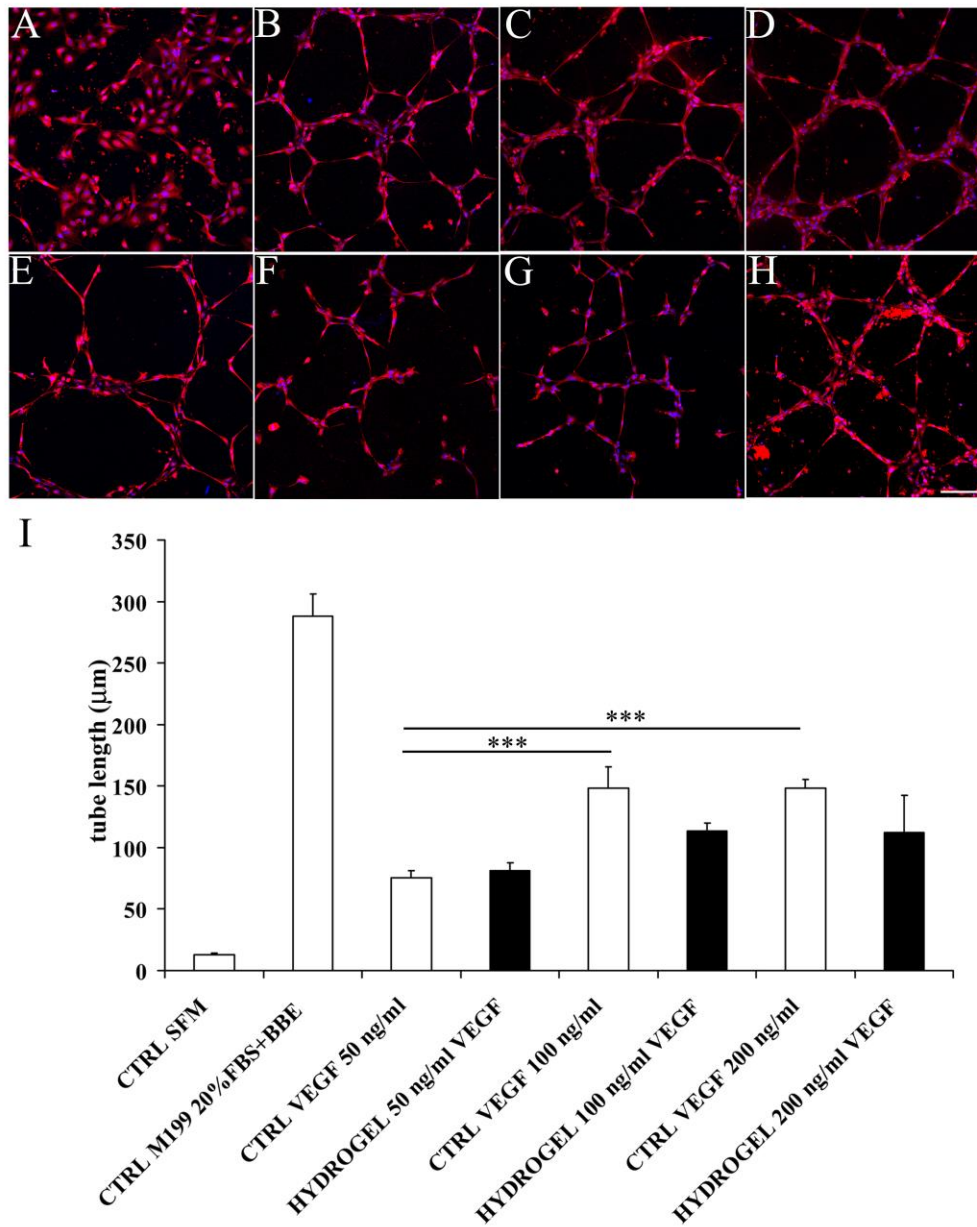 A
B
C
D
E
F
G
H
I
350
300
250
200
150
100
50
0
tube length (μm)
***
***
CTRL SFM
CTRL M199 20%FBS+BBE
CTRL VEGF 50 ng/ml
HYDROGEL 50 ng/ml VEGF
CTRL VEGF 100 ng/ml
HYDROGEL 100 ng/ml VEGF
CTRL VEGF 200 ng/ml
HYDROGEL 200 ng/ml VEGF